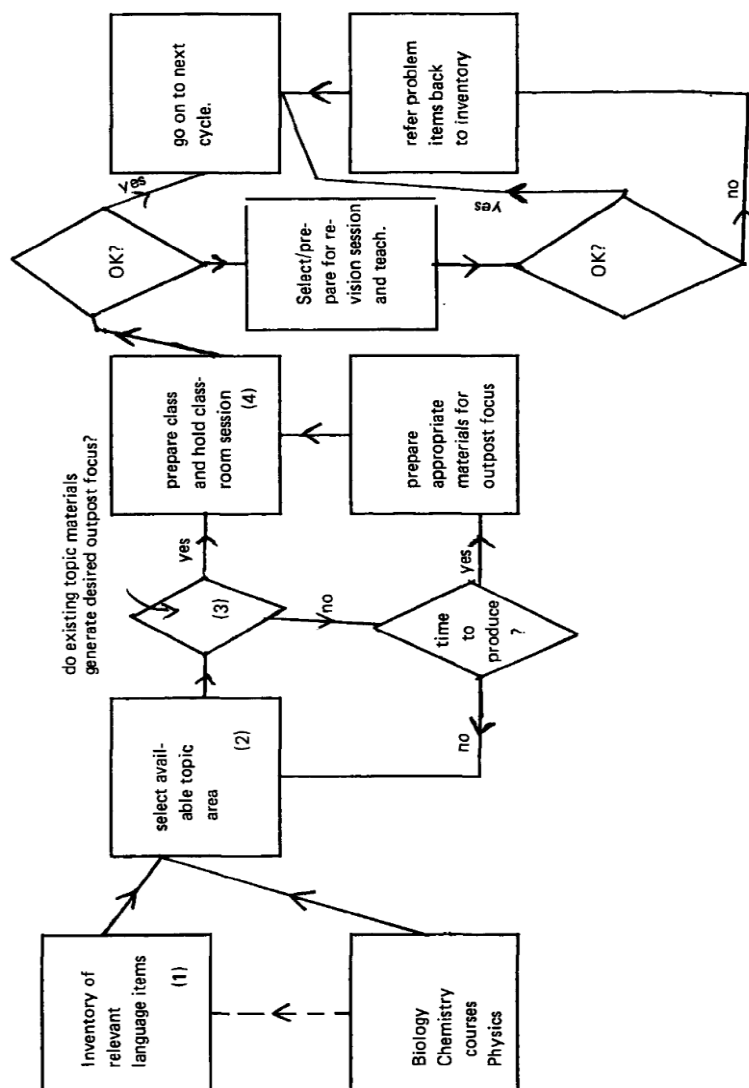 Inventory of
relevant
language items
(1)
Biology
Chemistry
courses
Physics
select avail-
able topic
area
(2)
do existing topic materials
generate desired outpost focus?
(3)
yes
no
time
to
produce
?
no
yes
prepare class
and hold class-
room session
(4)
prepare
appropriate
materials for
outpost focus
OK?
yes
Select/pre-
pare for re-
vision session
and teach.
OK?
Yes
no
go on to next
cycle.
refer problem
items back
to inventory